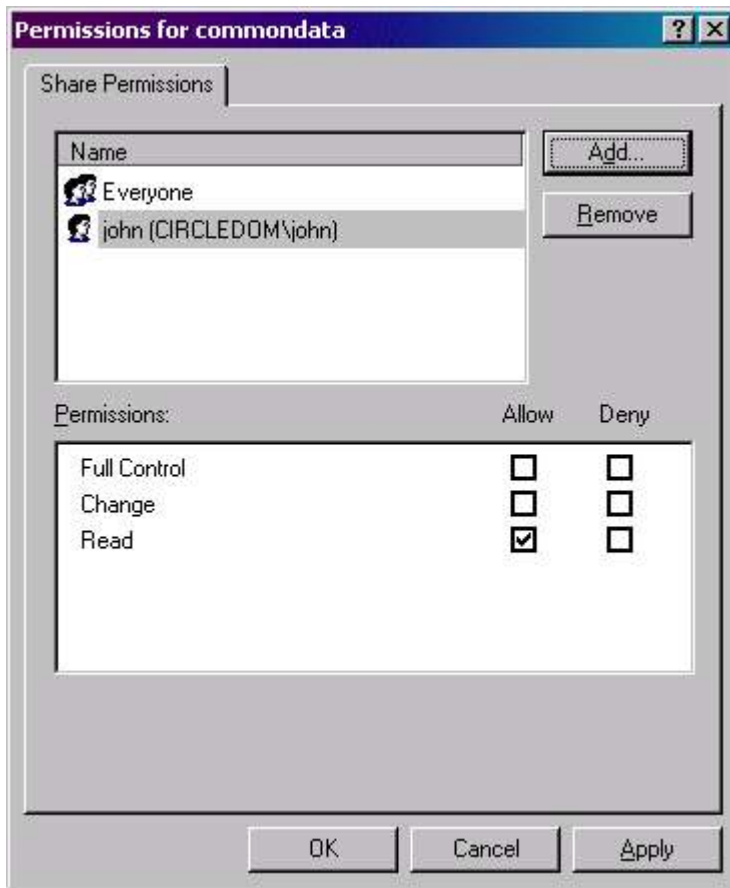 Permissions for commondata
Share Permissions
Name
Add...
Everyone
john (CIRCLEDOM\john)
Remove
Permissions: Allow Deny
Full Control
Change
Read
OK Cancel Apply